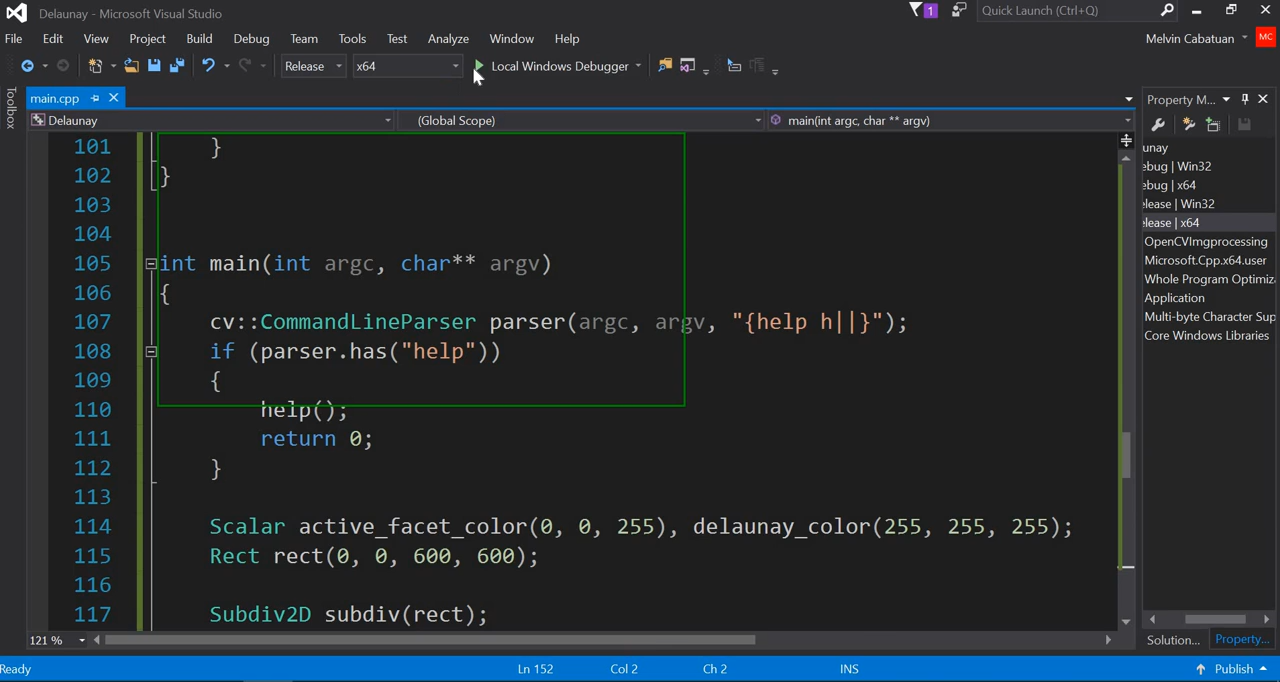 Delaunay - Microsoft Visual Studio
1
Quick Launch (Ctrl+Q)
File Edit View Project Build Debug Team Tools Test Analyze Window Help
Melvin Cabatuan MC
Release x64 Local Windows Debugger
Toolbox
main.cpp
Property M...
Delaunay (Global Scope) main(int argc, char ** argv)
101 }
102 }
103
104
105 int main(int argc, char** argv)
106 {
107 cv::CommandLineParser parser(argc, argv, "{help h||}");
108 if (parser.has("help"))
109 {
110 help();
111 return 0;
112 }
113
114 Scalar active_facet_color(0, 0, 255), delaunay_color(255, 255, 255);
115 Rect rect(0, 0, 600, 600);
116
117 Subdiv2D subdiv(rect);
unay
ebug | Win32
ebug | x64
elease | Win32
elease | x64
OpenCVImgprocessing
Microsoft.Cpp.x64.user
Whole Program Optimiza
Application
Multi-byte Character Sup
Core Windows Libraries
121 %
Solution... Property...
Ready Ln 152 Col 2 Ch 2 INS Publish